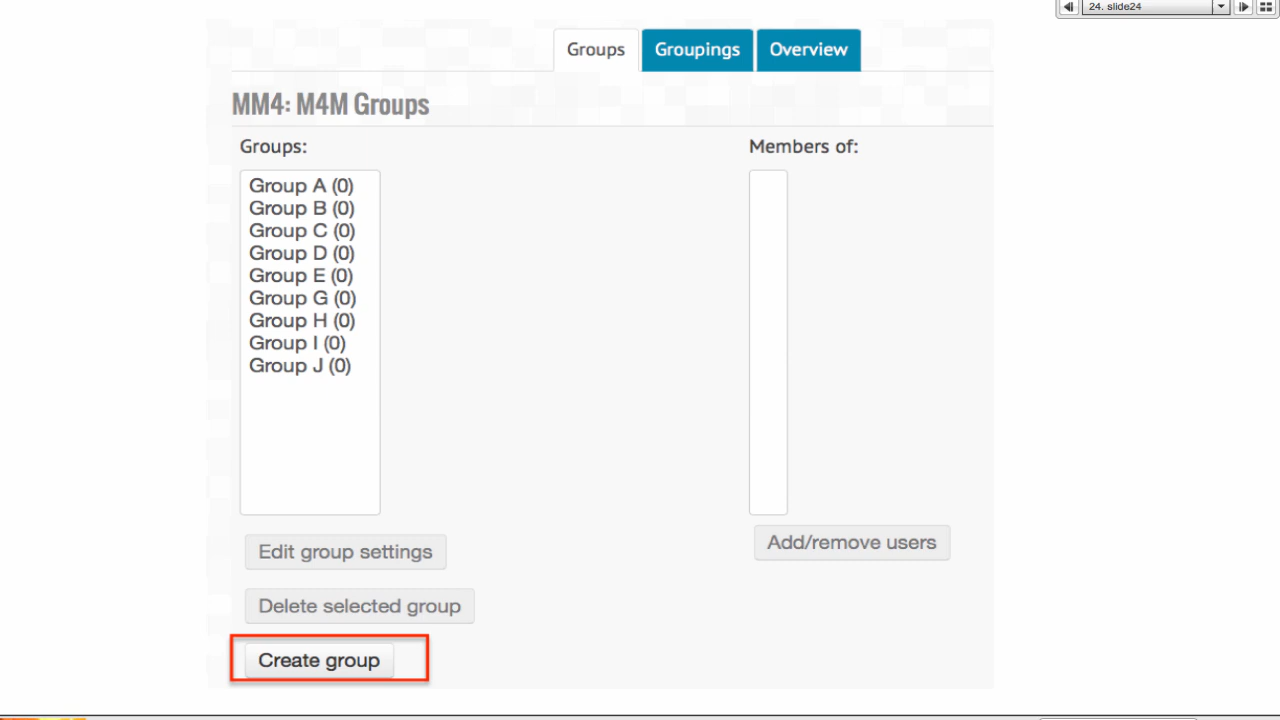 24. slide24
Groups Groupings Overview
MM4: M4M Groups
Groups:
Members of:
Group A (0)
Group B (0)
Group C (0)
Group D (0)
Group E (0)
Group G (0)
Group H (0)
Group I (0)
Group J (0)
Edit group settings
Add/remove users
Delete selected group
Create group